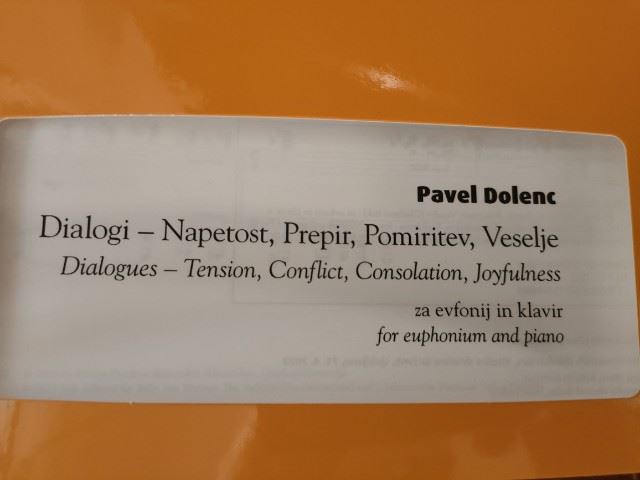 Pavel Dolenc
Dialogi – Napetost, Prepir, Pomiritev, Veselje
Dialogues – Tension, Conflict, Consolation, Joyfulness
za evfonij in klavir
for euphonium and piano